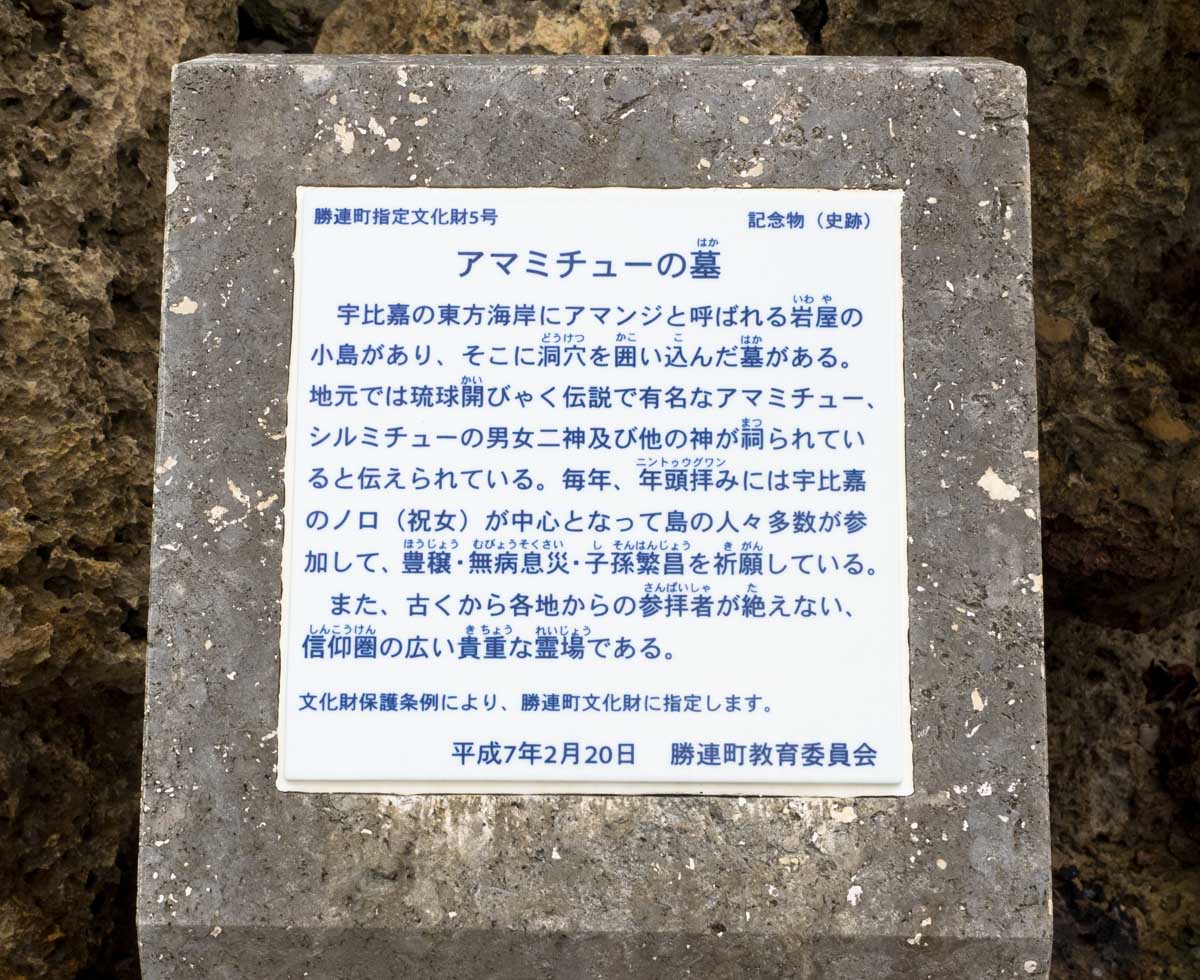 勝連町指定文化財5号　記念物（史跡）
アマミチューの墓
宇比嘉の東方海岸にアマンジと呼ばれる岩屋の
小島があり、そこに洞穴を囲い込んだ墓がある。
地元では琉球開びゃく伝説で有名なアマミチュー、
シルミチューの男女二神及び他の神が祠られてい
ると伝えられている。毎年、年頭拝みには宇比嘉
のノロ（祝女）が中心となって島の人々多数が参
加して、豊穣・無病息災・子孫繁昌を祈願している。
また、古くから各地からの参拝者が絶えない、
信仰圏の広い貴重な霊場である。
文化財保護条例により、勝連町文化財に指定します。
平成7年2月20日　勝連町教育委員会